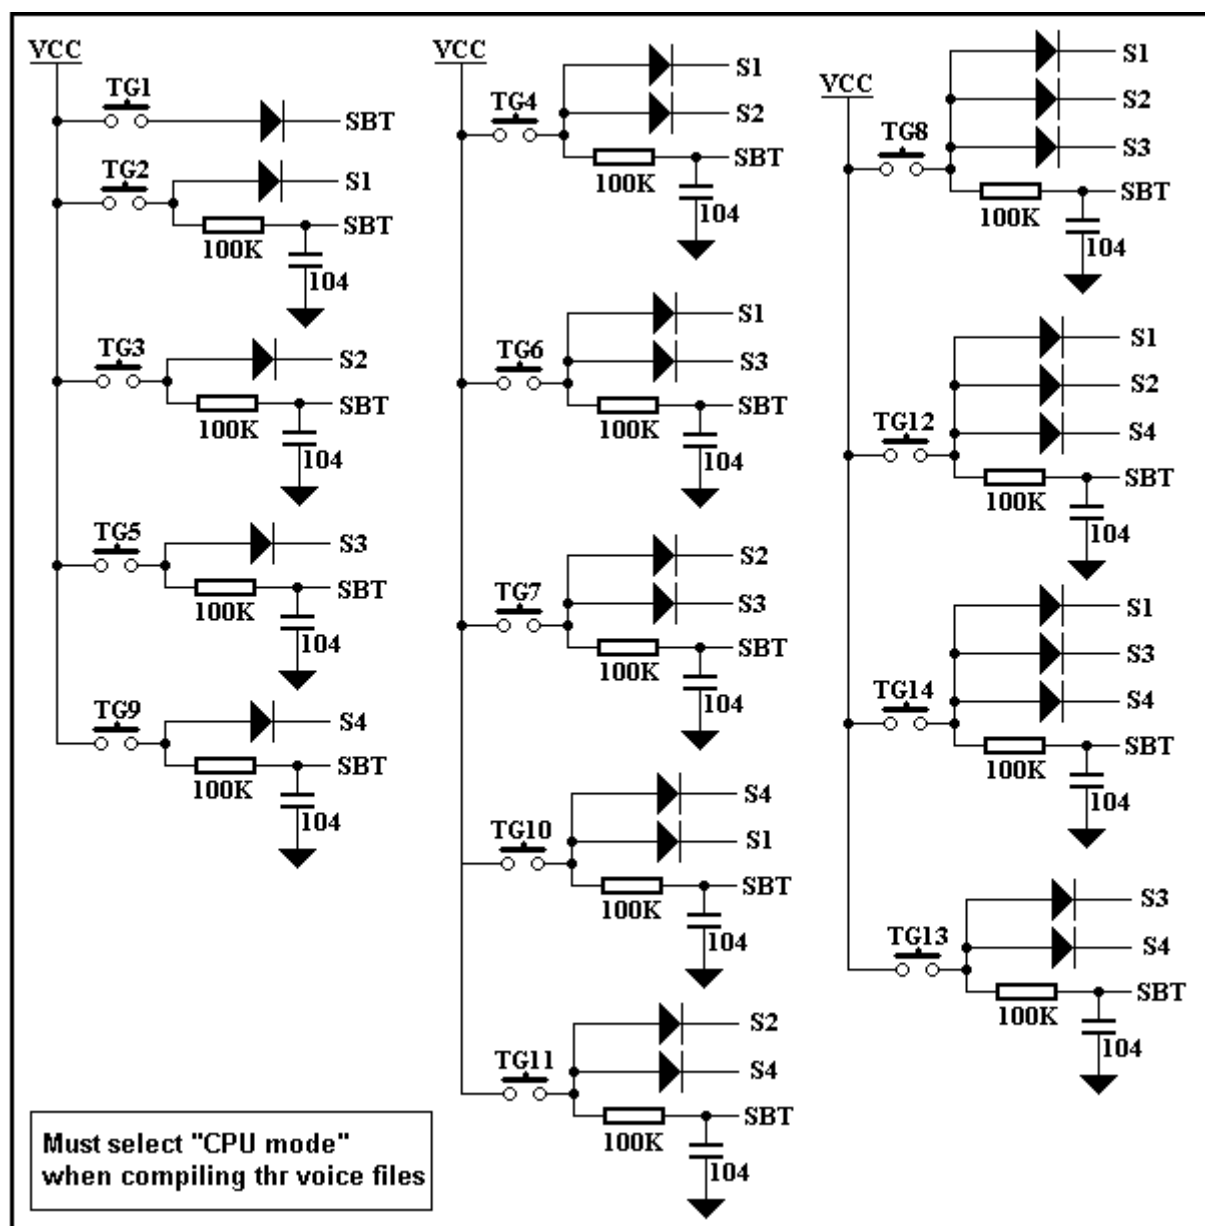 VCC
TG1
SBT
TG2
S1
SBT
100K
104
TG3
S2
SBT
100K
104
TG5
S3
SBT
100K
104
TG9
S4
SBT
100K
104
VCC
S1
TG4
S2
SBT
100K
104
S1
TG6
S3
SBT
100K
104
S2
TG7
S3
SBT
100K
104
S4
TG10
S1
SBT
100K
104
S2
TG11
S4
SBT
100K
104
VCC
S1
S2
TG8
S3
SBT
100K
104
S1
S2
TG12
S4
SBT
100K
104
S1
S3
TG14
S4
SBT
100K
104
S3
TG13
S4
SBT
100K
104
Must select "CPU mode"
when compiling thr voice files